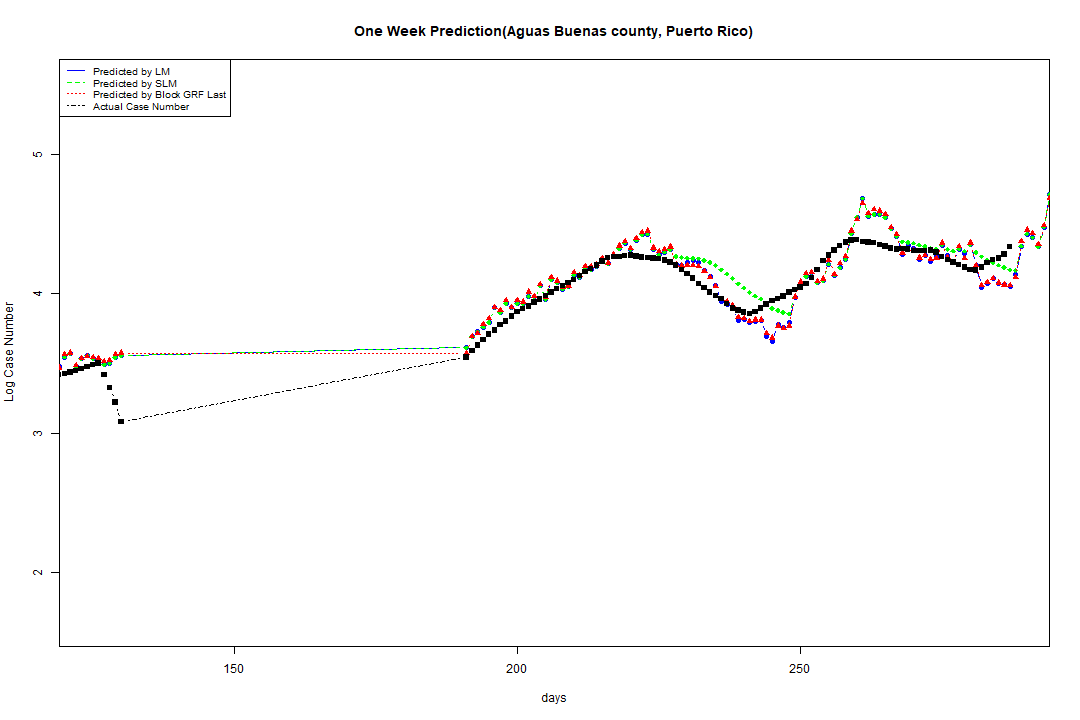 One Week Prediction(Aguas Buenas county, Puerto Rico)
Predicted by LM
Predicted by SLM
Predicted by Block GRF Last
Actual Case Number
5
4
3
2
Log Case Number
150
200
250
days